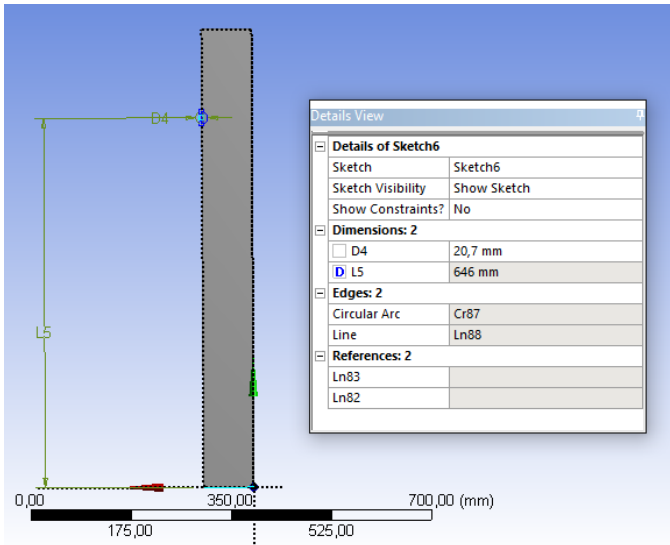 D4
L5
Details View
Details of Sketch6
Sketch Sketch6
Sketch Visibility Show Sketch
Show Constraints? No
Dimensions: 2
D4 20,7 mm
D L5 646 mm
Edges: 2
Circular Arc Cr87
Line Ln88
References: 2
Ln83
Ln82
0,00 350,00 700,00 (mm)
175,00 525,00